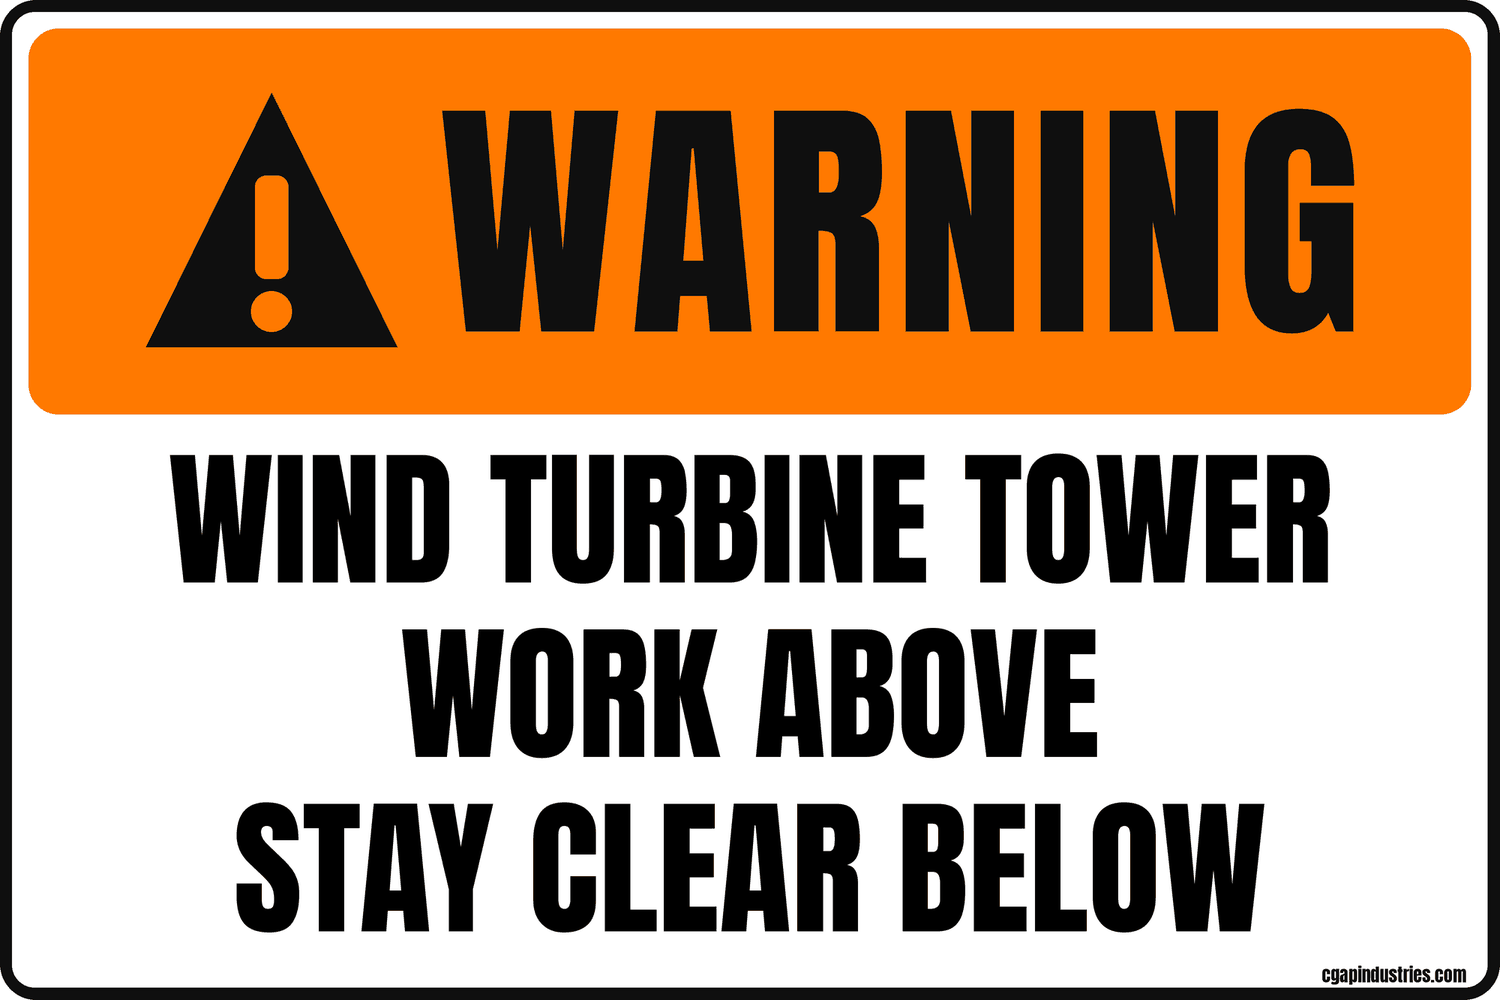 WARNING
WIND TURBINE TOWER
WORK ABOVE
STAY CLEAR BELOW
cgapindustries.com